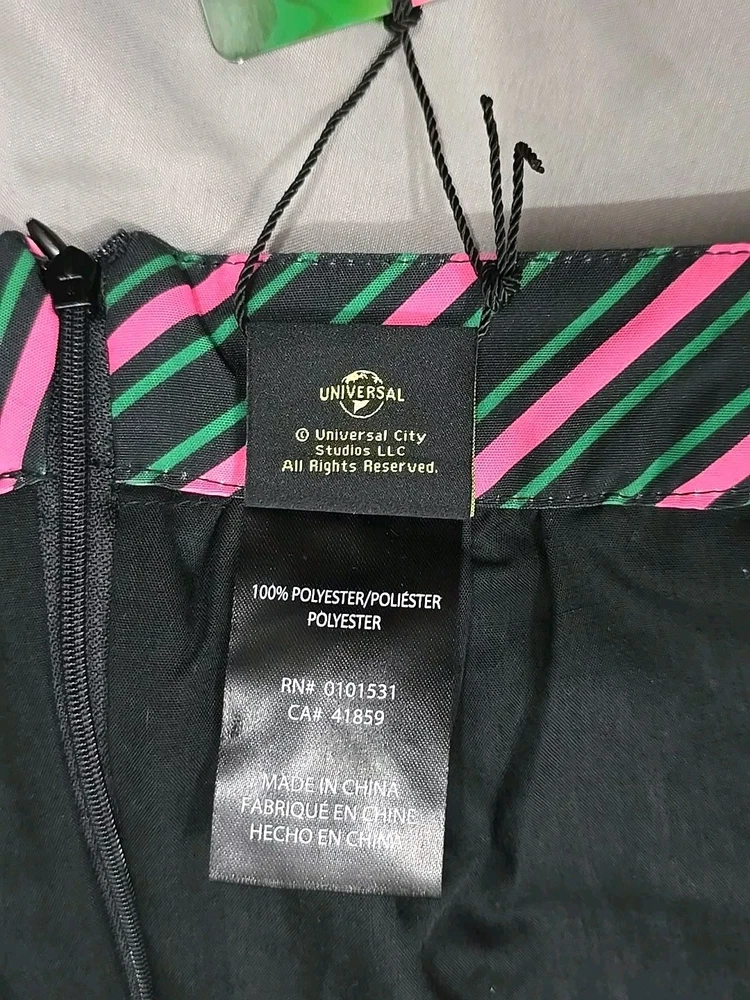 UNIVERSAL
© Universal City
Studios LLC
All Rights Reserved.
100% POLYESTER/POLIÉSTER
POLYESTER
RN# 0101531
CA# 41859
MADE IN CHINA
FABRIQUÉ EN CHINE
HECHO EN CHINA